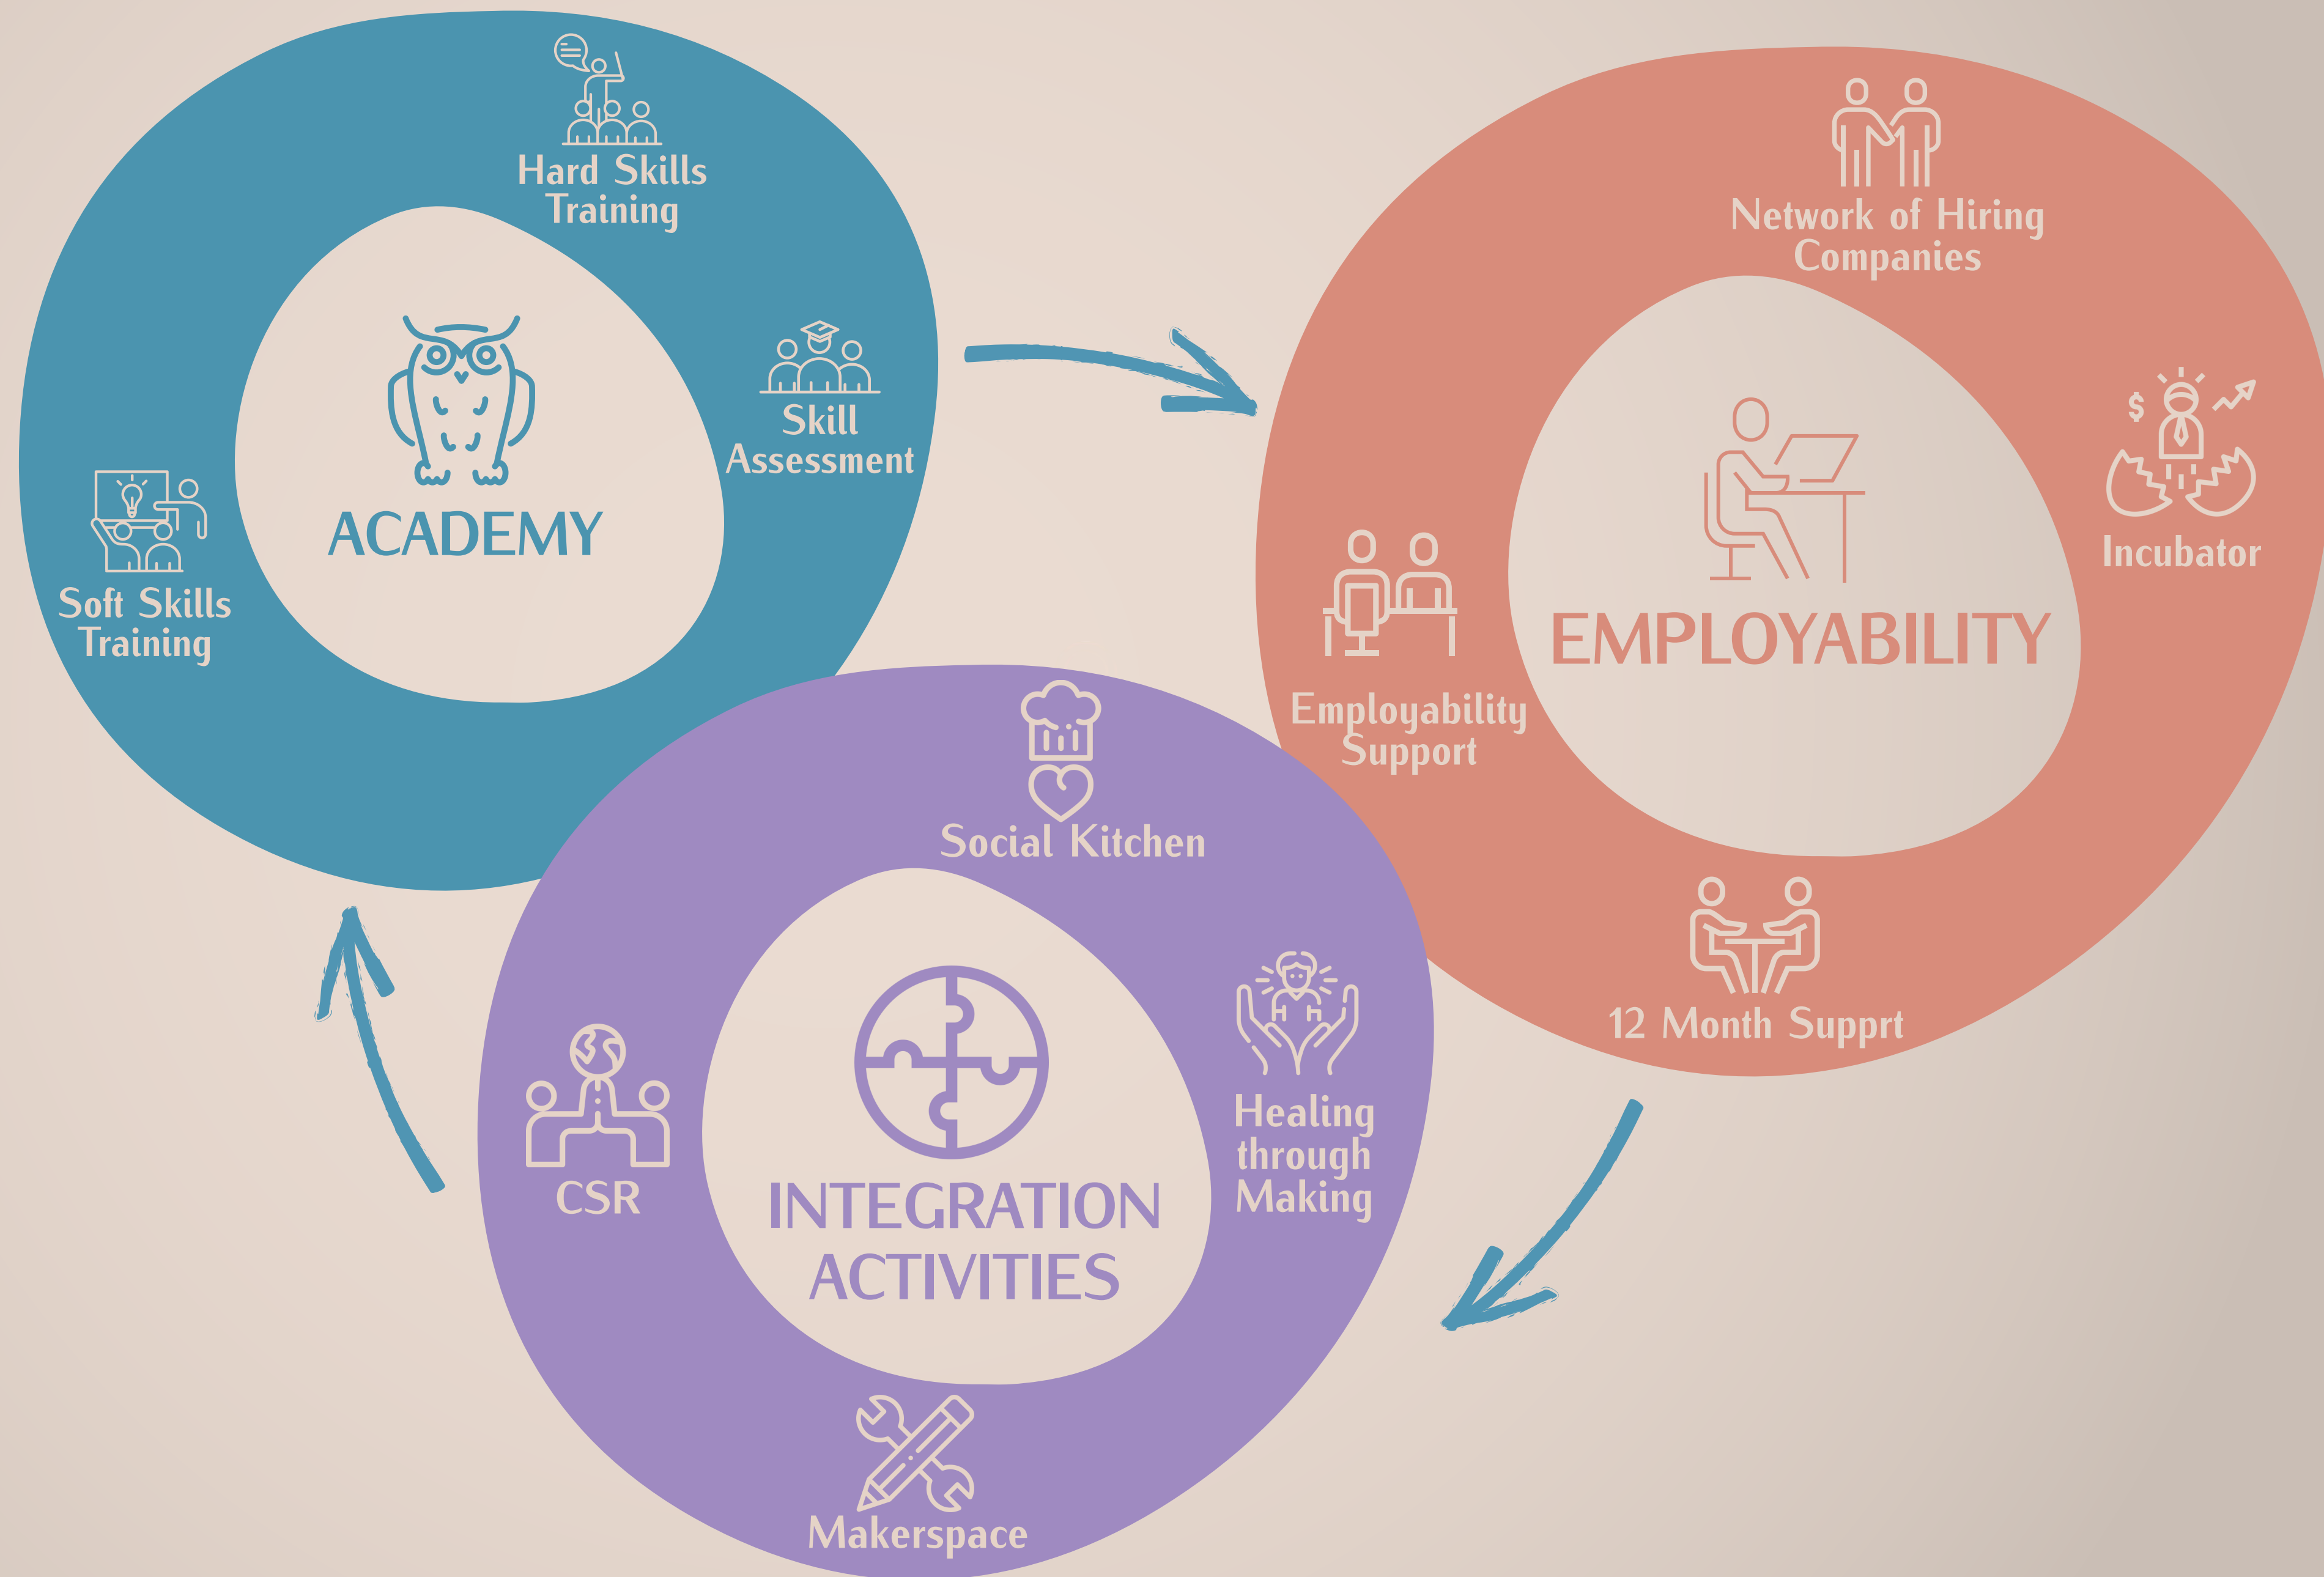 Hard Skills
Training
Skill
Assessment
Soft Skills
Training
ACADEMY
Network of Hiring
Companies
Incubator
Employability
Support
EMPLOYABILITY
12 Month Supprt
Social Kitchen
Healing
through
Making
CSR
INTEGRATION
ACTIVITIES
Makerspace